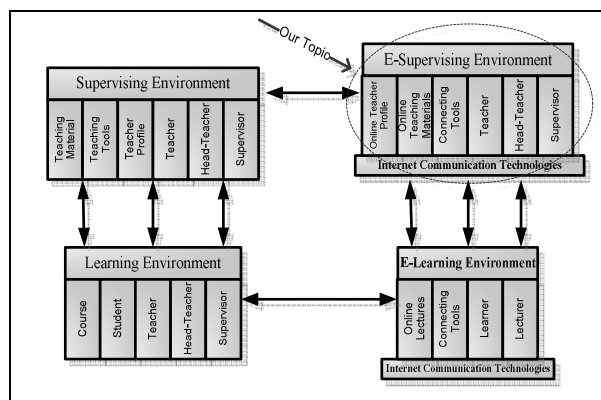 Our Topic
Supervising Environment
Teaching
Material
Teaching
Tools
Teacher
Profile
Teacher
Head-Teacher
Supervisor
E-Supervising Environment
Online Teacher
Profile
Online
Teaching
Materials
Connecting
Tools
Teacher
Head-Teacher
Supervisor
Internet Communication Technologies
Learning Environment
Course
Student
Teacher
Head-Teacher
Supervisor
E-Learning Environment
Online
Lectures
Connecting
Tools
Learner
Lecturer
Internet Communication Technologies